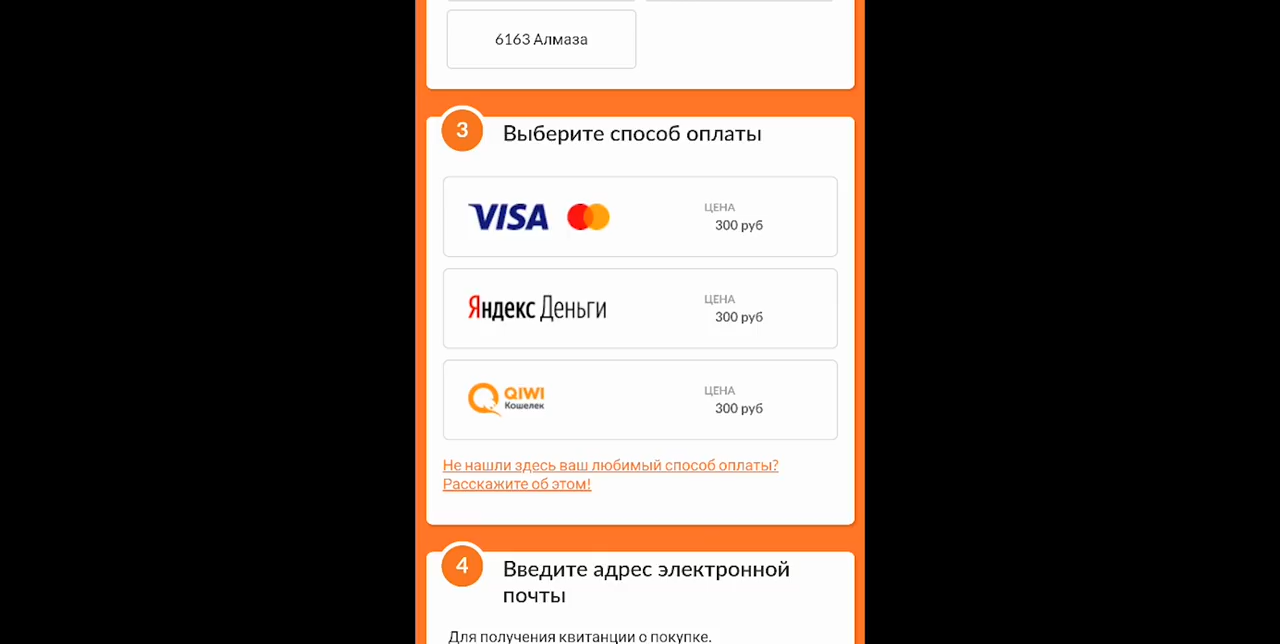 6163 Алмаза
3 Выберите способ оплаты
VISA
ЦЕНА
300 руб
Яндекс Деньги
ЦЕНА
300 руб
QIWI
Кошелек
ЦЕНА
300 руб
Не нашли здесь ваш любимый способ оплаты?
Расскажите об этом!
4 Введите адрес электронной
почты
Для получения квитанции о покупке.